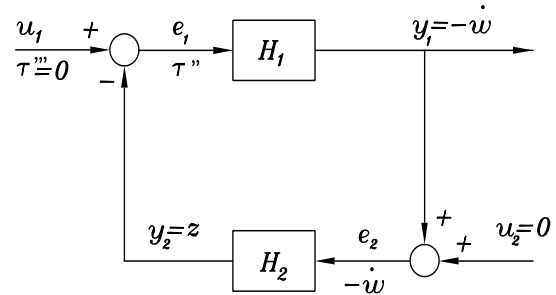 u₁ + e₁ H₁ y₁=−ẇ
τ'''=0 − τ''
y₂=z H₂ e₂ + + u₂=0
−ẇ